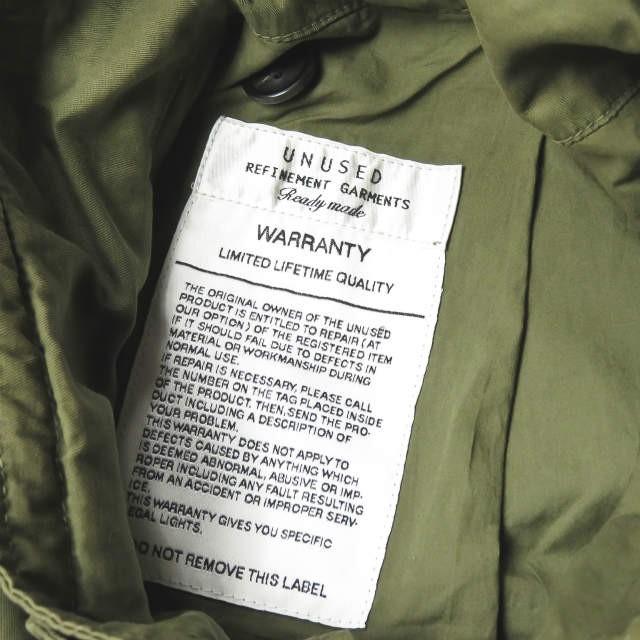 UNUSED
REFINEMENT GARMENTS
Ready made
WARRANTY
LIMITED LIFETIME QUALITY
THE ORIGINAL OWNER OF THE UNUSED
PRODUCT IS ENTITLED TO REPAIR (AT
OUR OPTION) OF THE REGISTERED ITEM
IF IT SHOULD FAIL DUE TO DEFECTS IN
MATERIAL OR WORKMANSHIP DURING
NORMAL USE.
IF REPAIR IS NECESSARY, PLEASE CALL
THE NUMBER ON THE TAG PLACED INSIDE
OF THE PRODUCT. THEN, SEND THE PRO-
DUCT INCLUDING A DESCRIPTION OF
YOUR PROBLEM.
THIS WARRANTY DOES NOT APPLY TO
DEFECTS CAUSED BY ANYTHING WHICH
IS DEEMED ABNORMAL, ABUSIVE OR IMP-
ROPER INCLUDING ANY FAULT RESULTING
FROM AN ACCIDENT OR IMPROPER SERV-
ICE.
THIS WARRANTY GIVES YOU SPECIFIC
LEGAL LIGHTS.
DO NOT REMOVE THIS LABEL